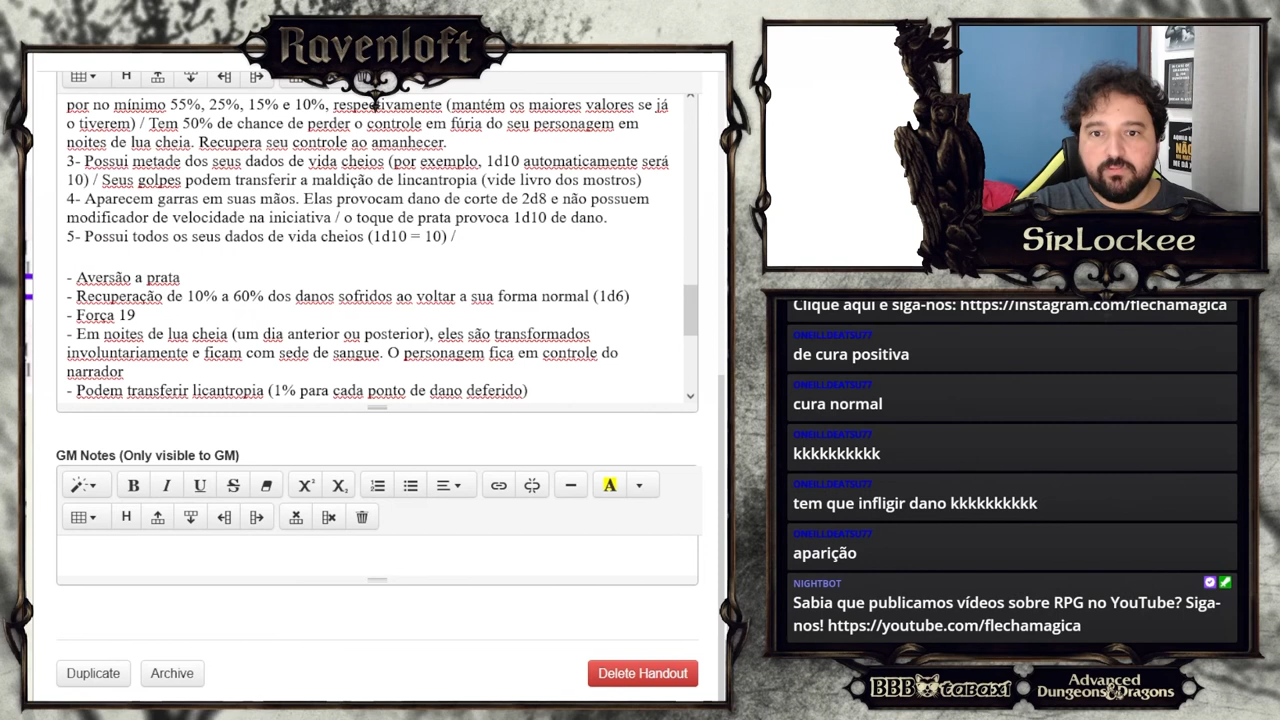 Ravenloft
por no mínimo 55%, 25%, 15% e 10%, respectivamente (mantém os maiores valores se já
o tiverem) / Tem 50% de chance de perder o controle em fúria do seu personagem em
noites de lua cheia. Recupera seu controle ao amanhecer.
3- Possui metade dos seus dados de vida cheios (por exemplo, 1d10 automaticamente será
10) / Seus golpes podem transferir a maldição de lincantropia (vide livro dos mostros)
4- Aparecem garras em suas mãos. Elas provocam dano de corte de 2d8 e não possuem
modificador de velocidade na iniciativa / o toque de prata provoca 1d10 de dano.
5- Possui todos os seus dados de vida cheios (1d10 = 10) /
- Aversão a prata
- Recuperação de 10% a 60% dos danos sofridos ao voltar a sua forma normal (1d6)
- Força 19
- Em noites de lua cheia (um dia anterior ou posterior), eles são transformados
involuntariamente e ficam com sede de sangue. O personagem fica em controle do
narrador
- Podem transferir licantropia (1% para cada ponto de dano deferido)
GM Notes (Only visible to GM)
Duplicate
Archive
Delete Handout
SirLockee
Clique aqui e siga-nos: https://instagram.com/flechamagica
ONEILLDEATSU77
de cura positiva
ONEILLDEATSU77
cura normal
ONEILLDEATSU77
kkkkkkkkkk
ONEILLDEATSU77
tem que infligir dano kkkkkkkkkk
ONEILLDEATSU77
aparição
NIGHTBOT
Sabia que publicamos vídeos sobre RPG no YouTube? Siga-
nos! https://youtube.com/flechamagica
BBB tabaxi
Advanced
Dungeons & Dragons